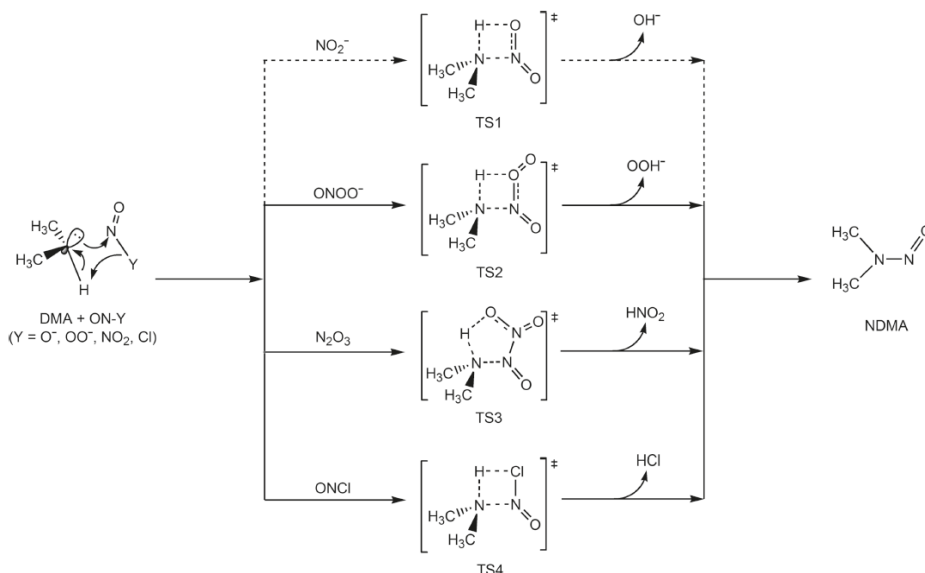 NO₂⁻
H
O
H₃C
N
N
O
H₃C
‡
TS1
OH⁻
ONOO⁻
H
O
O
H₃C
N
N
O
H₃C
‡
TS2
OOH⁻
H₃C
H₃C
O
N
Y
H
DMA + ON-Y
(Y = O⁻, OO⁻, NO₂, Cl)
N₂O₃
O
N
O
H
H₃C
N
N
O
H₃C
‡
TS3
HNO₂
ONCl
H
Cl
H₃C
N
N
O
H₃C
‡
TS4
HCl
H₃C
N
N
H₃C
NDMA